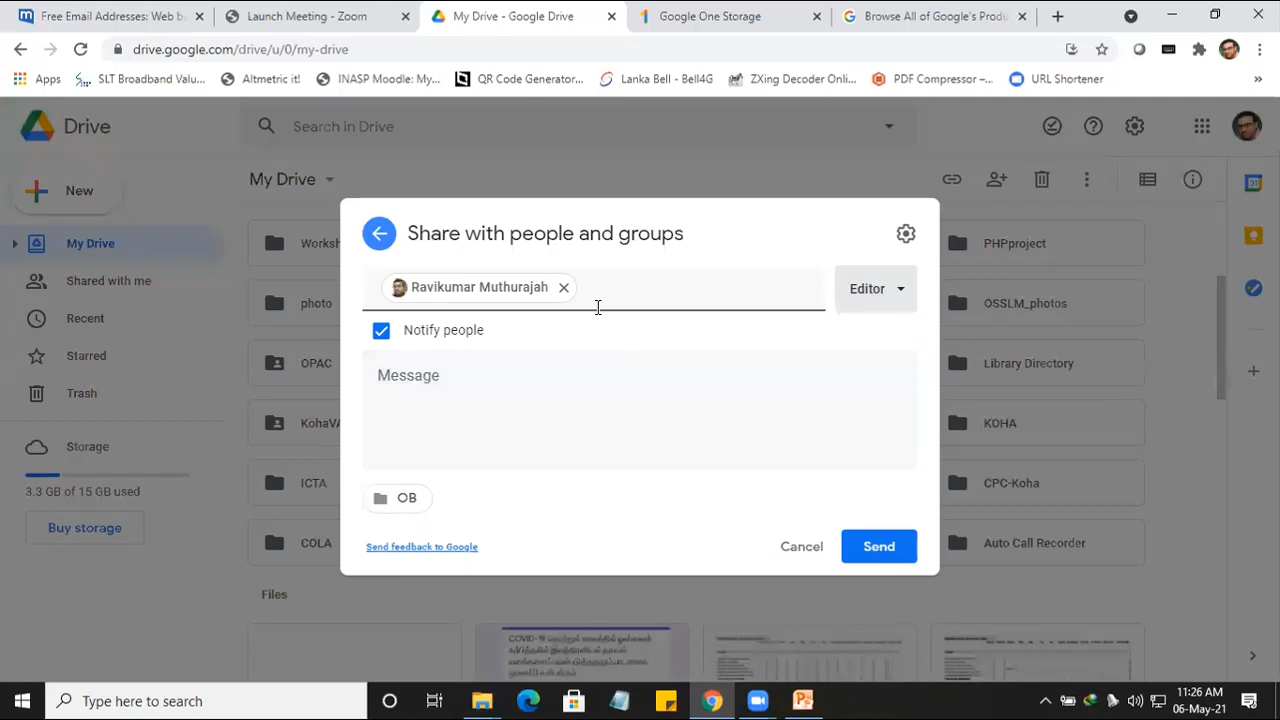 Free Email Addresses: Web b
Launch Meeting - Zoom
My Drive - Google Drive
Google One Storage
Browse All of Google's Produ
drive.google.com/drive/u/0/my-drive
Apps
SLT Broadband Valu...
Altmetric it!
INASP Moodle: My...
QR Code Generator...
Lanka Bell - Bell4G
ZXing Decoder Onli...
PDF Compressor –...
URL Shortener
Drive
Search in Drive
New
My Drive
My Drive
Shared with me
Recent
Starred
Trash
Storage
3.3 GB of 15 GB used
Buy storage
Worksh
PHPproject
photo
OSSLM_photos
OPAC
Library Directory
KohaVA
KOHA
ICTA
CPC-Koha
COLA
Auto Call Recorder
Files
Share with people and groups
Ravikumar Muthurajah
Editor
Notify people
Message
OB
Send feedback to Google
Cancel
Send
Type here to search
11:26 AM
06-May-21